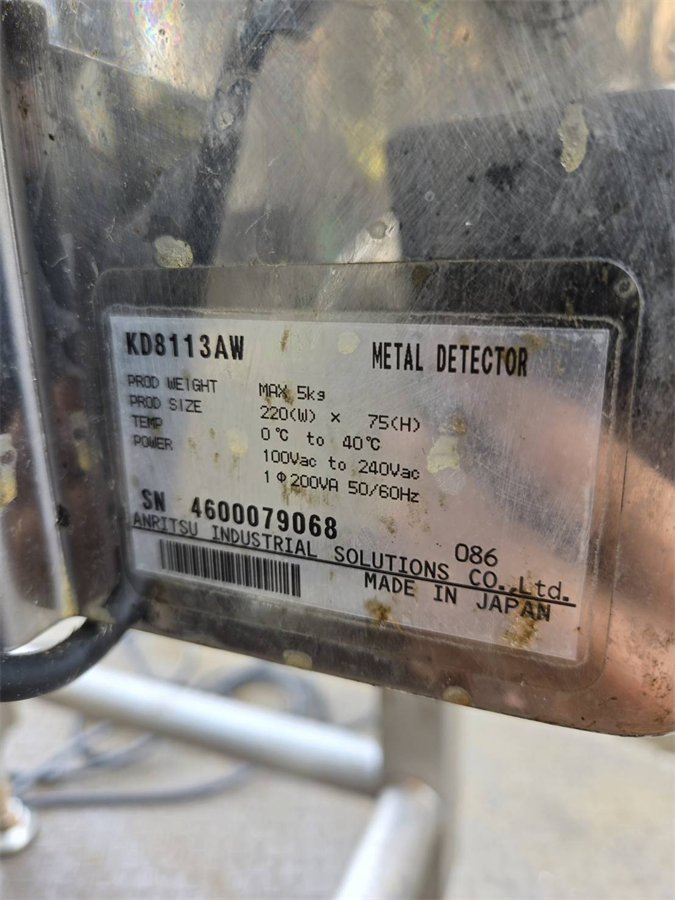 KD8113AW METAL DETECTOR
PROD WEIGHT MAX 5kg
PROD SIZE 220(W) × 75(H)
TEMP 0℃ to 40℃
POWER 100Vac to 240Vac
1Φ200VA 50/60Hz
SN 4600079068 086
ANRITSU INDUSTRIAL SOLUTIONS CO.,Ltd.
MADE IN JAPAN